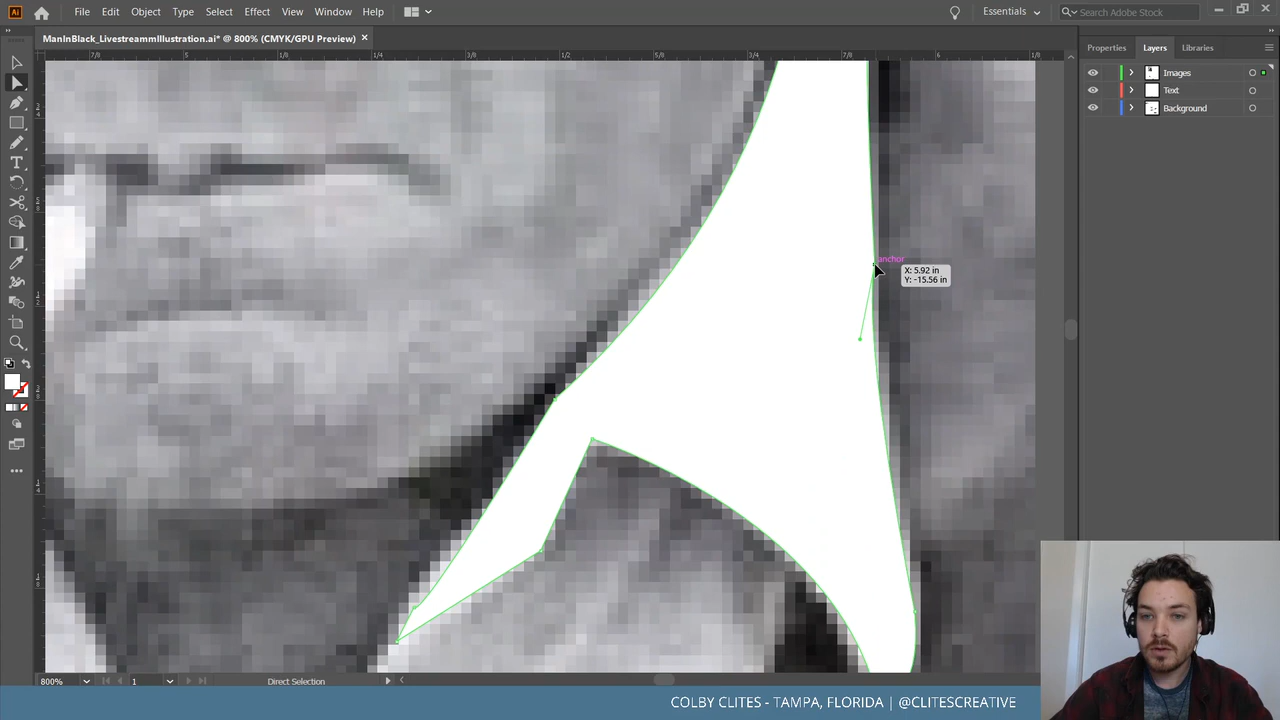 Ai File Edit Object Type Select Effect View Window Help Essentials Search Adobe Stock
ManInBlack_LivestreammIllustration.ai* @ 800% (CMYK/GPU Preview) ×
Properties Layers Libraries
Images
Text
Background
anchor
X: 5.92 in
Y: -15.56 in
800% 1 Direct Selection
COLBY CLITES - TAMPA, FLORIDA | @CLITESCREATIVE